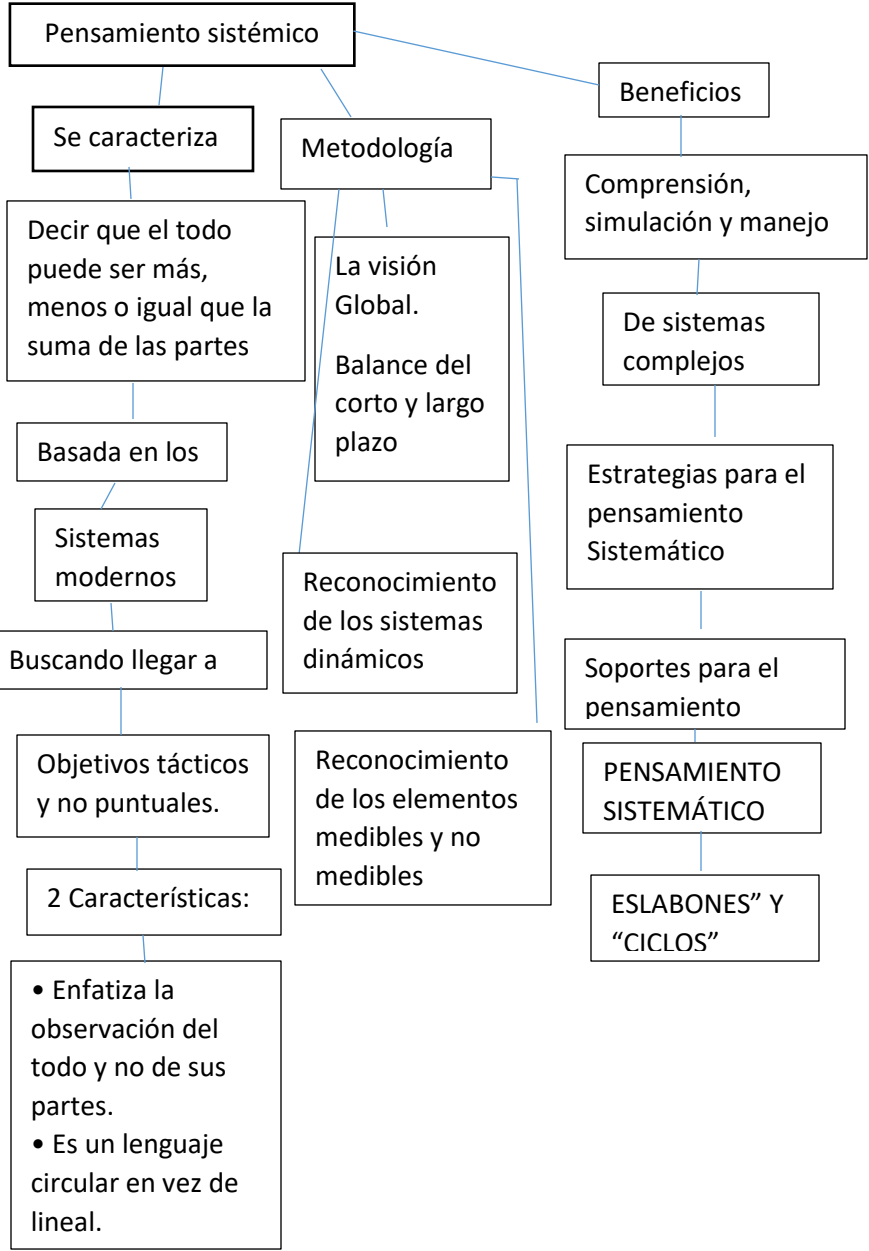 Pensamiento sistémico
Se caracteriza
Decir que el todo
puede ser más,
menos o igual que la
suma de las partes
Basada en los
Sistemas
modernos
Buscando llegar a
Objetivos tácticos
y no puntuales.
2 Características:
• Enfatiza la
observación del
todo y no de sus
partes.
• Es un lenguaje
circular en vez de
lineal.
Metodología
La visión
Global.
Balance del
corto y largo
plazo
Reconocimiento
de los sistemas
dinámicos
Reconocimiento
de los elementos
medibles y no
medibles
Beneficios
Comprensión,
simulación y manejo
De sistemas
complejos
Estrategias para el
pensamiento
Sistemático
Soportes para el
pensamiento
PENSAMIENTO
SISTEMÁTICO
ESLABONES” Y
“CICLOS”